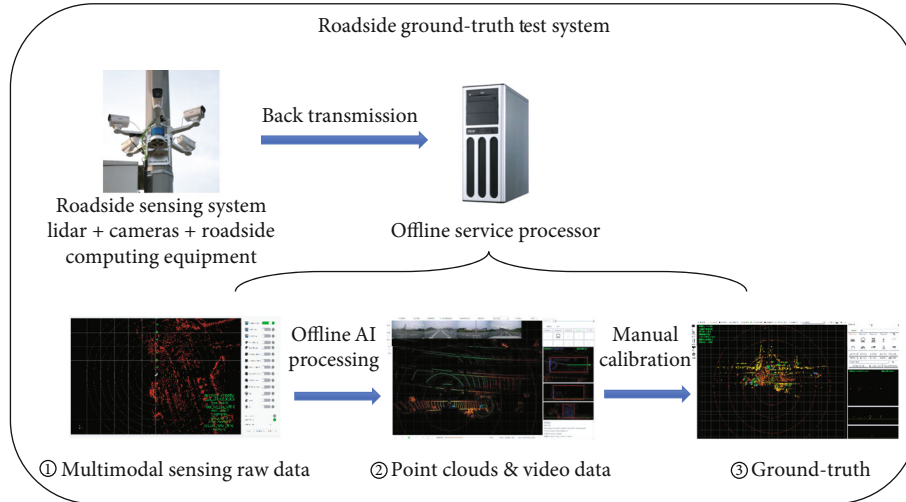 Roadside ground-truth test system
Back transmission
Roadside sensing system
lidar + cameras + roadside
computing equipment
Offline service processor
Offline AI
processing
Manual
calibration
① Multimodal sensing raw data
② Point clouds & video data
③ Ground-truth